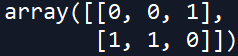 array([[0, 0, 1],
       [1, 1, 0]])